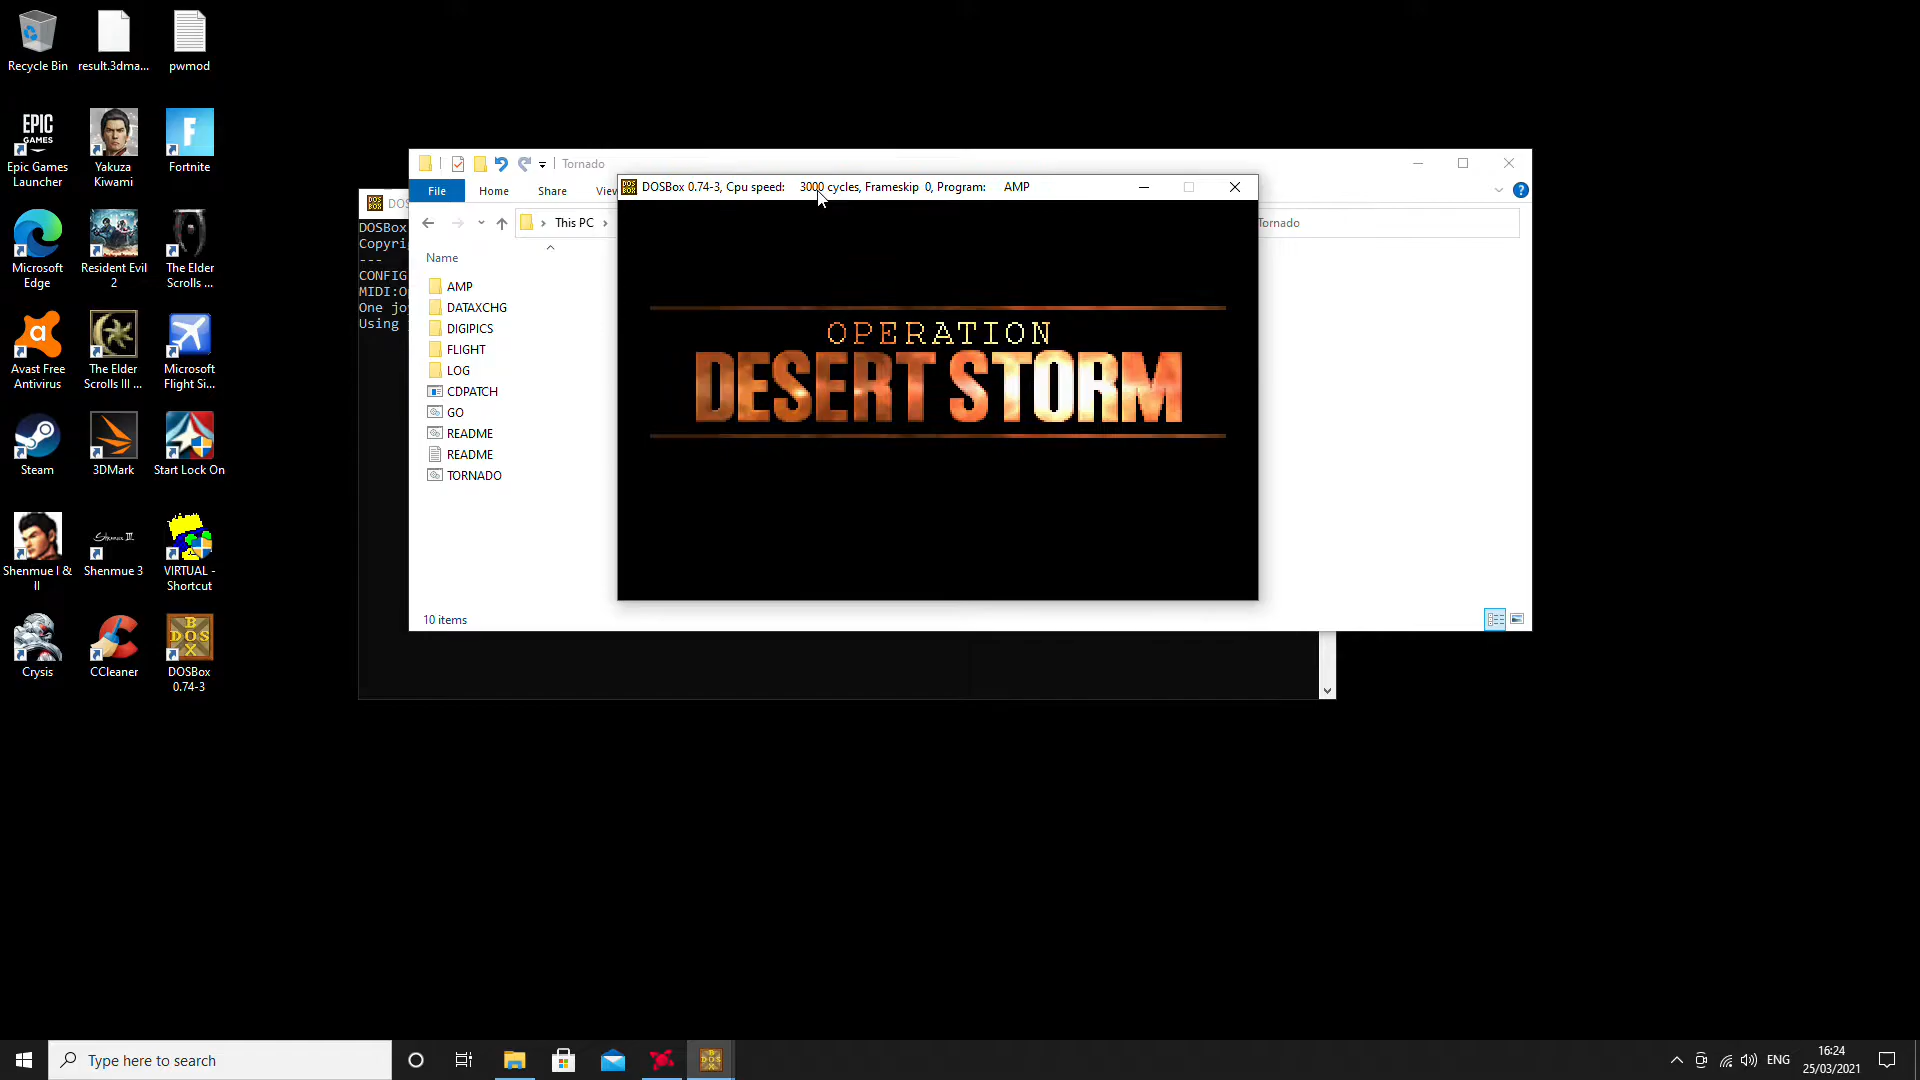 Recycle Bin
result.3dma...
pwmod
EPIC
GAMES
Epic Games
Launcher
Yakuza
Kiwami
F
Fortnite
Microsoft
Edge
Resident Evil
2
The Elder
Scrolls ...
a
Avast Free
Antivirus
The Elder
Scrolls III ...
Microsoft
Flight Si...
Steam
3DMark
Start Lock On
Shenmue I &
II
Shenmue III
Shenmue 3
VIRTUAL -
Shortcut
Crysis
CCleaner
DOS
BOX
DOSBox
0.74-3
Tornado
File
Home
Share
View
This PC
Tornado
Name
AMP
DATAXCHG
DIGIPICS
FLIGHT
LOG
CDPATCH
GO
README
README
TORNADO
10 items
DOS
DOSBox
Copyri
---
CONFIG
MIDI:O
One jo
Using
DOSBox 0.74-3, Cpu speed: 3000 cycles, Frameskip 0, Program: AMP
OPERATION
DESERT STORM
Type here to search
ENG
16:24
25/03/2021